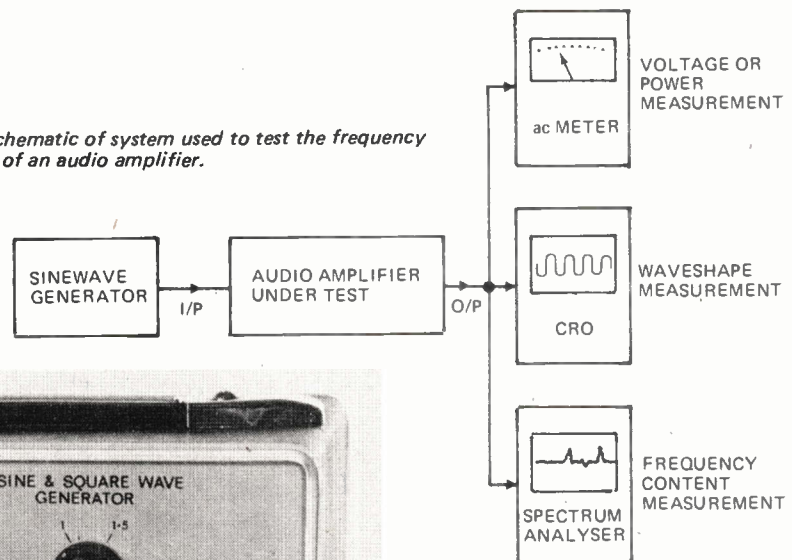 chematic of system used to test the frequency
of an audio amplifier.
ac METER
VOLTAGE OR
POWER
MEASUREMENT
SINEWAVE
GENERATOR
I/P
AUDIO AMPLIFIER
UNDER TEST
O/P
CRO
WAVESHAPE
MEASUREMENT
SPECTRUM
ANALYSER
FREQUENCY
CONTENT
MEASUREMENT
SINE & SQUARE WAVE
GENERATOR
1 1·5